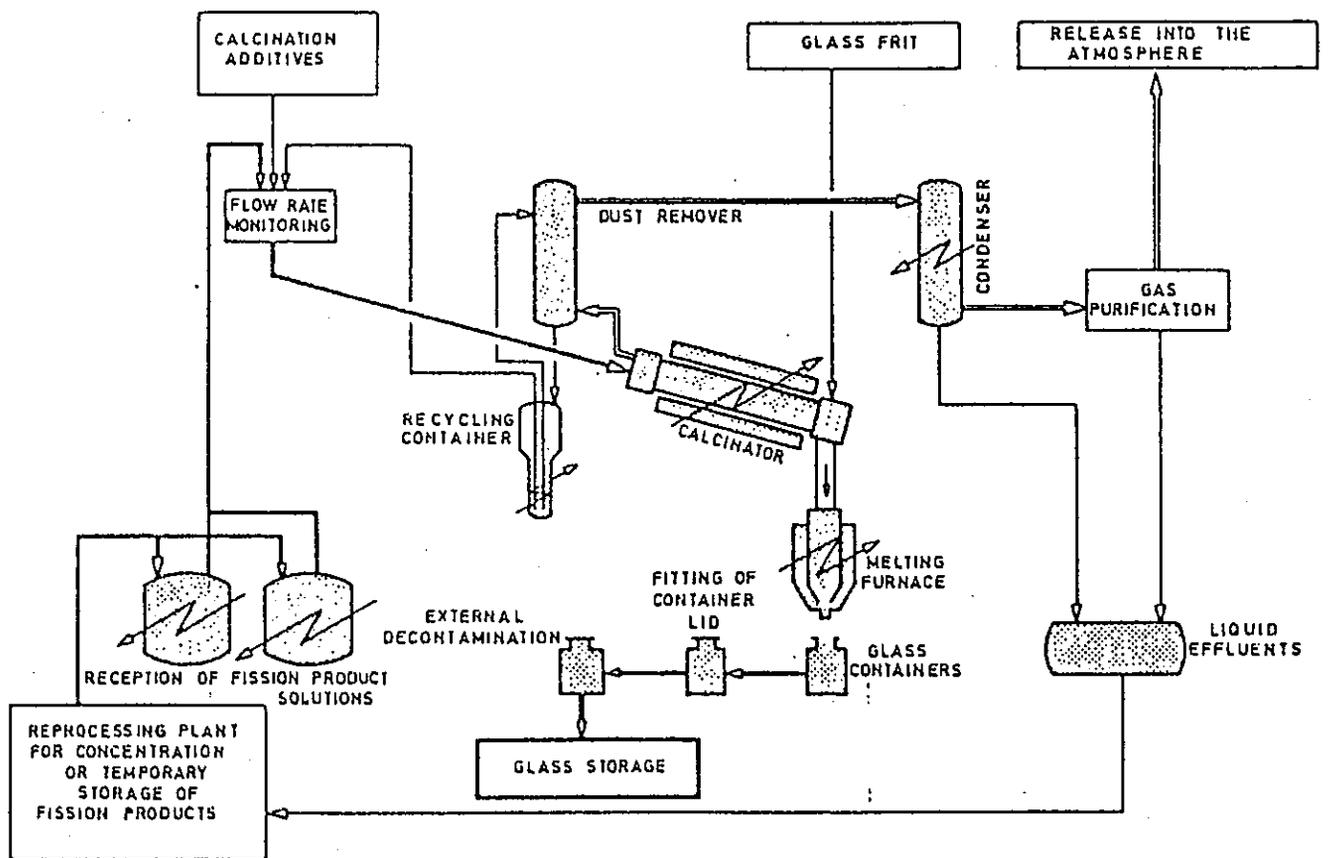 CALCINATION
ADDITIVES
GLASS FRIT
RELEASE INTO THE
ATMOSPHERE
FLOW RATE
MONITORING
DUST REMOVER
CONDENSER
GAS
PURIFICATION
RECYCLING
CONTAINER
CALCINATOR
MELTING
FURNACE
FITTING OF
CONTAINER
LID
EXTERNAL
DECONTAMINATION
GLASS
CONTAINERS
LIQUID
EFFLUENTS
RECEPTION OF FISSION PRODUCT
SOLUTIONS
REPROCESSING PLANT
FOR CONCENTRATION
OR TEMPORARY
STORAGE OF
FISSION PRODUCTS
GLASS STORAGE